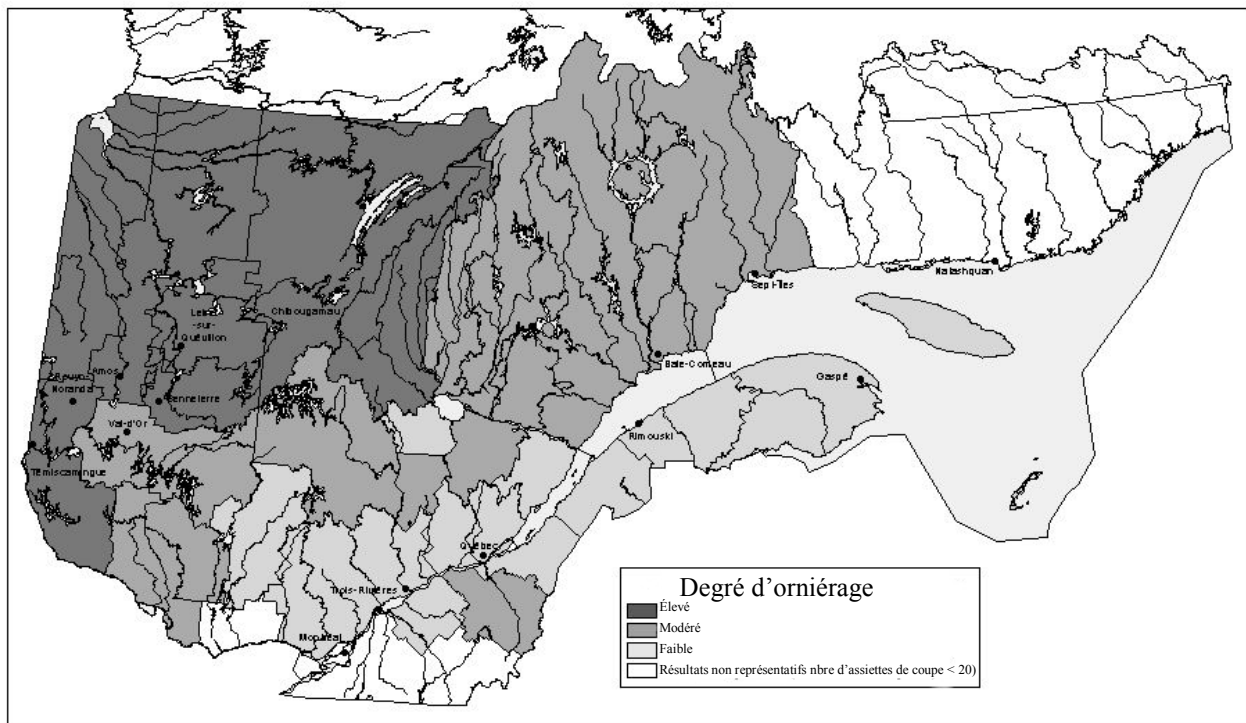 Sept-Îles
Natashquan
Lebel
-sur-
Quévillon
Chibougamau
Baie-Comeau
Rouyn-
Noranda
Amos
Senneterre
Gaspé
Val-d'Or
Rimouski
Témiscamingue
Québec
Trois-Rivières
Montréal
Degré d'orniérage
Élevé
Modéré
Faible
Résultats non représentatifs nbre d'assiettes de coupe < 20)